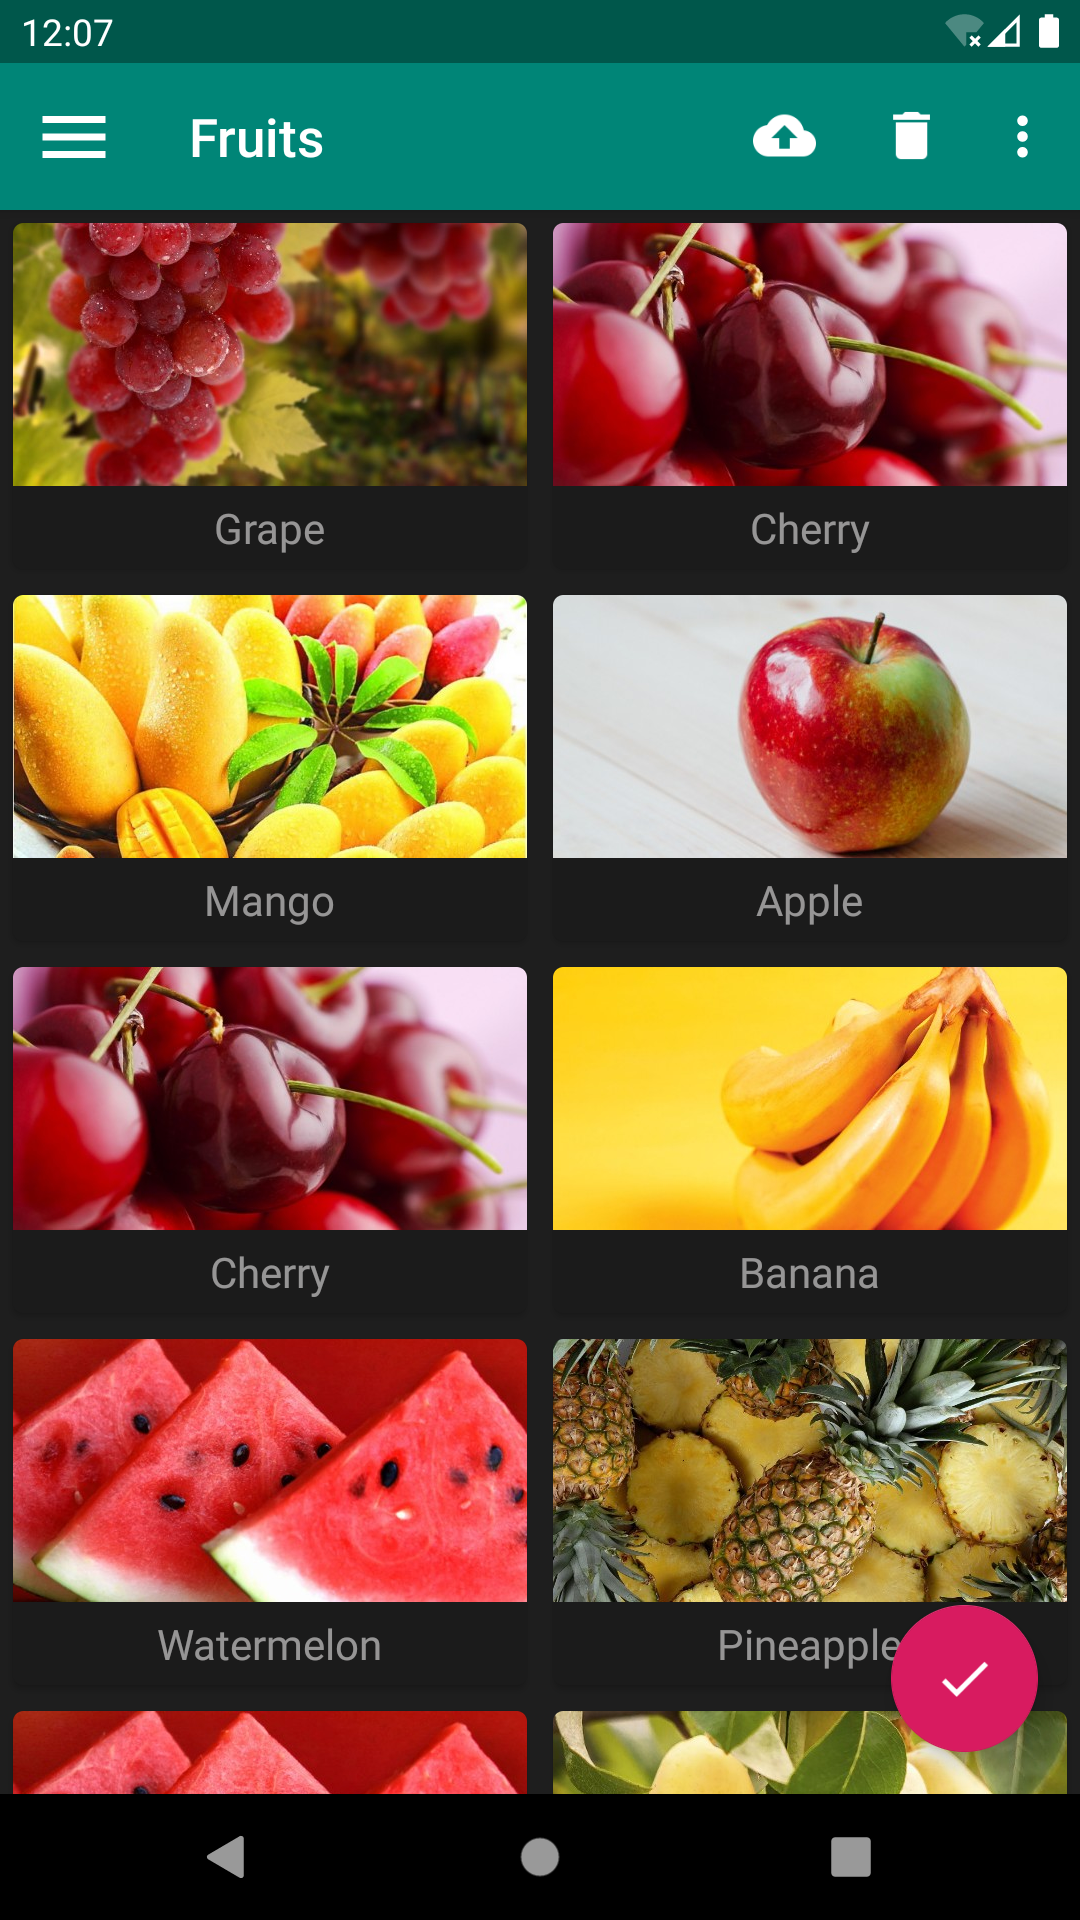 12:07
Fruits
Grape
Cherry
Mango
Apple
Cherry
Banana
Watermelon
Pineapple